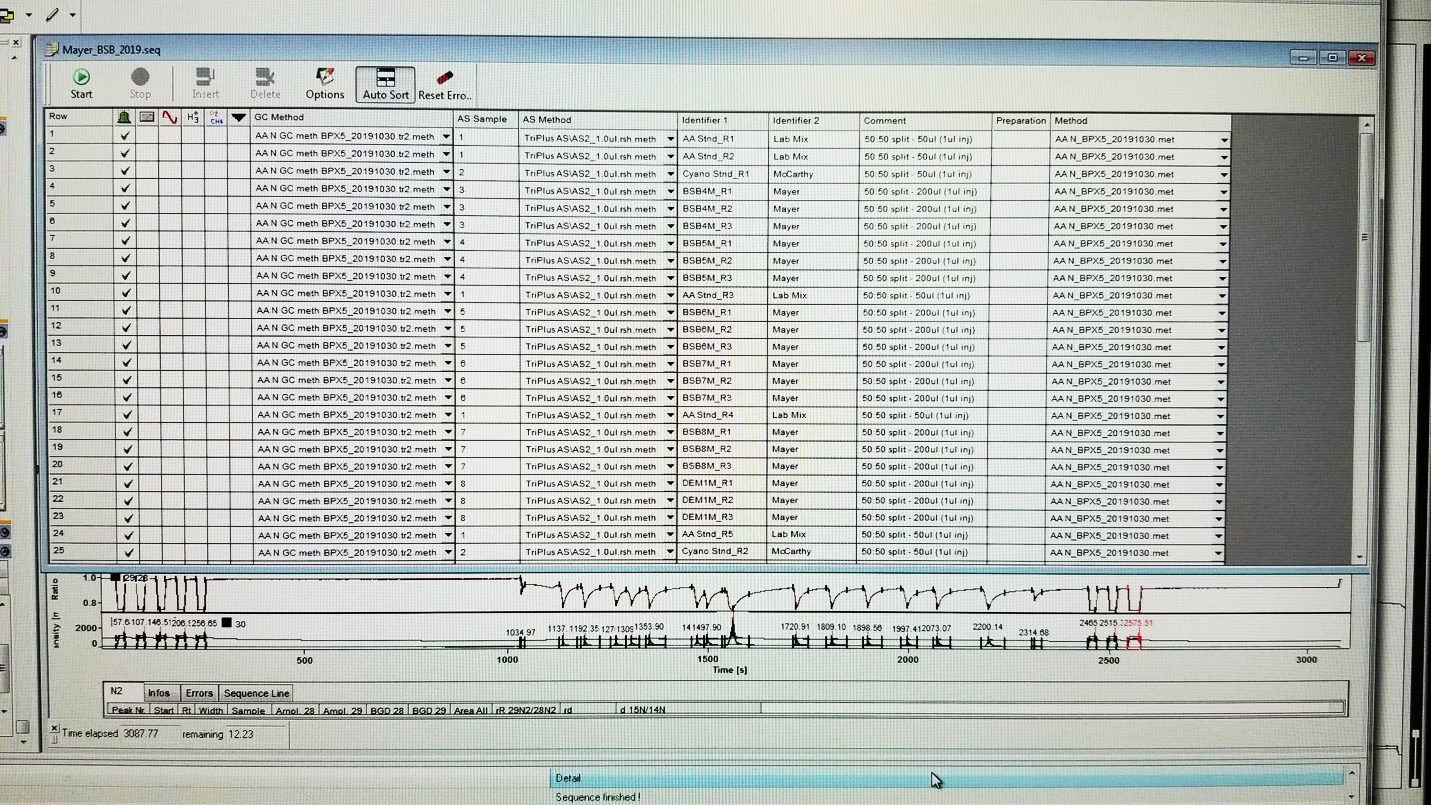 Mayer_BSB_2019.seq
Start Stop Insert Delete Options Auto Sort Reset Erro..
Row GC Method AS Sample AS Method Identifier 1 Identifier 2 Comment Preparation Method
1 AA N GC meth BPX5_20191030.tr2.meth 1 TriPlus AS\AS2_1.0ul.rsh.meth AA Stnd_R1 Lab Mix 50:50 split - 50ul (1ul inj) AA N_BPX5_20191030.met
2 AA N GC meth BPX5_20191030.tr2.meth 1 TriPlus AS\AS2_1.0ul.rsh.meth AA Stnd_R2 Lab Mix 50:50 split - 50ul (1ul inj) AA N_BPX5_20191030.met
3 AA N GC meth BPX5_20191030.tr2.meth 2 TriPlus AS\AS2_1.0ul.rsh.meth Cyano Stnd_R1 McCarthy 50:50 split - 50ul (1ul inj) AA N_BPX5_20191030.met
4 AA N GC meth BPX5_20191030.tr2.meth 3 TriPlus AS\AS2_1.0ul.rsh.meth BSB4M_R1 Mayer 50:50 split - 200ul (1ul inj) AA N_BPX5_20191030.met
5 AA N GC meth BPX5_20191030.tr2.meth 3 TriPlus AS\AS2_1.0ul.rsh.meth BSB4M_R2 Mayer 50:50 split - 200ul (1ul inj) AA N_BPX5_20191030.met
6 AA N GC meth BPX5_20191030.tr2.meth 3 TriPlus AS\AS2_1.0ul.rsh.meth BSB4M_R3 Mayer 50:50 split - 200ul (1ul inj) AA N_BPX5_20191030.met
7 AA N GC meth BPX5_20191030.tr2.meth 4 TriPlus AS\AS2_1.0ul.rsh.meth BSB5M_R1 Mayer 50:50 split - 200ul (1ul inj) AA N_BPX5_20191030.met
8 AA N GC meth BPX5_20191030.tr2.meth 4 TriPlus AS\AS2_1.0ul.rsh.meth BSB5M_R2 Mayer 50:50 split - 200ul (1ul inj) AA N_BPX5_20191030.met
9 AA N GC meth BPX5_20191030.tr2.meth 4 TriPlus AS\AS2_1.0ul.rsh.meth BSB5M_R3 Mayer 50:50 split - 200ul (1ul inj) AA N_BPX5_20191030.met
10 AA N GC meth BPX5_20191030.tr2.meth 1 TriPlus AS\AS2_1.0ul.rsh.meth AA Stnd_R3 Lab Mix 50:50 split - 50ul (1ul inj) AA N_BPX5_20191030.met
11 AA N GC meth BPX5_20191030.tr2.meth 5 TriPlus AS\AS2_1.0ul.rsh.meth BSB6M_R1 Mayer 50:50 split - 200ul (1ul inj) AA N_BPX5_20191030.met
12 AA N GC meth BPX5_20191030.tr2.meth 5 TriPlus AS\AS2_1.0ul.rsh.meth BSB6M_R2 Mayer 50:50 split - 200ul (1ul inj) AA N_BPX5_20191030.met
13 AA N GC meth BPX5_20191030.tr2.meth 5 TriPlus AS\AS2_1.0ul.rsh.meth BSB6M_R3 Mayer 50:50 split - 200ul (1ul inj) AA N_BPX5_20191030.met
14 AA N GC meth BPX5_20191030.tr2.meth 6 TriPlus AS\AS2_1.0ul.rsh.meth BSB7M_R1 Mayer 50:50 split - 200ul (1ul inj) AA N_BPX5_20191030.met
15 AA N GC meth BPX5_20191030.tr2.meth 6 TriPlus AS\AS2_1.0ul.rsh.meth BSB7M_R2 Mayer 50:50 split - 200ul (1ul inj) AA N_BPX5_20191030.met
16 AA N GC meth BPX5_20191030.tr2.meth 6 TriPlus AS\AS2_1.0ul.rsh.meth BSB7M_R3 Mayer 50:50 split - 200ul (1ul inj) AA N_BPX5_20191030.met
17 AA N GC meth BPX5_20191030.tr2.meth 1 TriPlus AS\AS2_1.0ul.rsh.meth AA Stnd_R4 Lab Mix 50:50 split - 50ul (1ul inj) AA N_BPX5_20191030.met
18 AA N GC meth BPX5_20191030.tr2.meth 7 TriPlus AS\AS2_1.0ul.rsh.meth BSB8M_R1 Mayer 50:50 split - 200ul (1ul inj) AA N_BPX5_20191030.met
19 AA N GC meth BPX5_20191030.tr2.meth 7 TriPlus AS\AS2_1.0ul.rsh.meth BSB8M_R2 Mayer 50:50 split - 200ul (1ul inj) AA N_BPX5_20191030.met
20 AA N GC meth BPX5_20191030.tr2.meth 7 TriPlus AS\AS2_1.0ul.rsh.meth BSB8M_R3 Mayer 50:50 split - 200ul (1ul inj) AA N_BPX5_20191030.met
21 AA N GC meth BPX5_20191030.tr2.meth 8 TriPlus AS\AS2_1.0ul.rsh.meth DEM1M_R1 Mayer 50:50 split - 200ul (1ul inj) AA N_BPX5_20191030.met
22 AA N GC meth BPX5_20191030.tr2.meth 8 TriPlus AS\AS2_1.0ul.rsh.meth DEM1M_R2 Mayer 50:50 split - 200ul (1ul inj) AA N_BPX5_20191030.met
23 AA N GC meth BPX5_20191030.tr2.meth 8 TriPlus AS\AS2_1.0ul.rsh.meth DEM1M_R3 Mayer 50:50 split - 200ul (1ul inj) AA N_BPX5_20191030.met
24 AA N GC meth BPX5_20191030.tr2.meth 1 TriPlus AS\AS2_1.0ul.rsh.meth AA Stnd_R5 Lab Mix 50:50 split - 50ul (1ul inj) AA N_BPX5_20191030.met
25 AA N GC meth BPX5_20191030.tr2.meth 2 TriPlus AS\AS2_1.0ul.rsh.meth Cyano Stnd_R2 McCarthy 50:50 split - 50ul (1ul inj) AA N_BPX5_20191030.met
Ratio 1.0
0.8
2000 30
1034.97 1192.35 1353.90 1497.90 1720.91 1809.10 1898.56 2073.07 2200.14 2314.68 2575.51
0
500 1000 1500 2000 2500 3000
Time [s]
N2 Infos Errors Sequence Line
Peak Nr. Start Rt Width Sample Ampl. 28 Ampl. 29 BGD 28 BGD 29 Area All rR 29N2/28N2 rd d 15N/14N
Time elapsed 3087.77 remaining 12.23
Detail
Sequence finished !